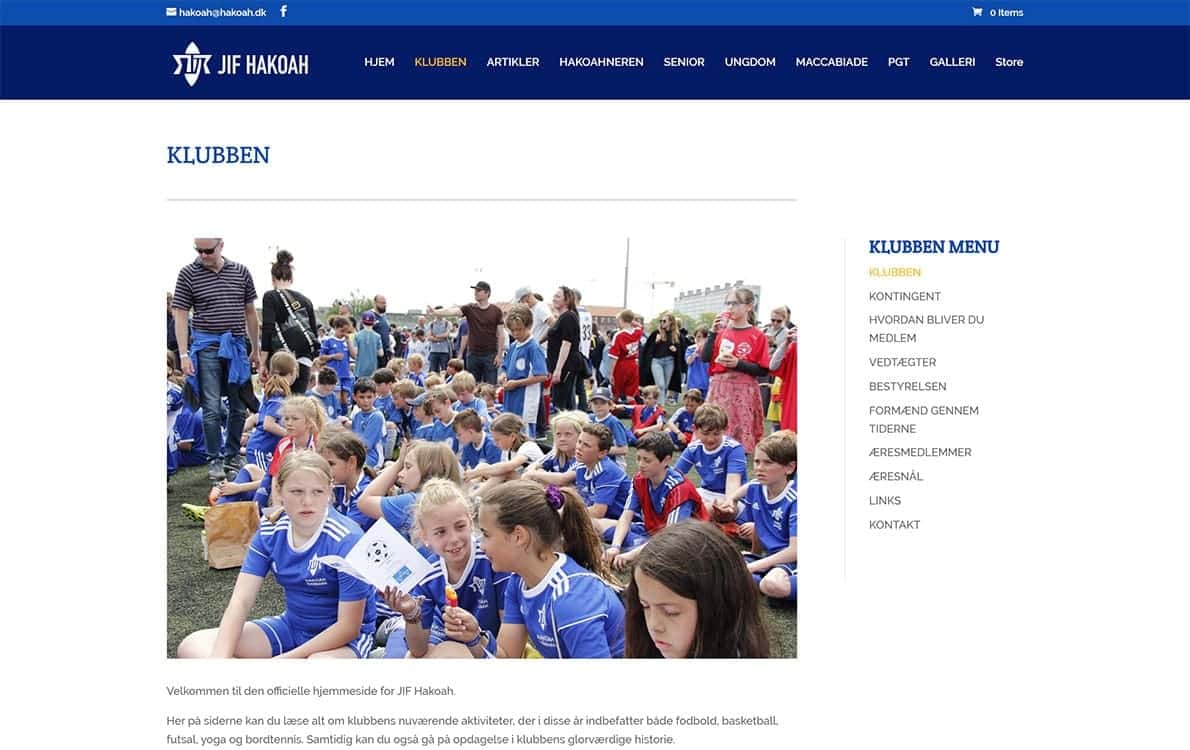 hakoah@hakoah.dk
0 Items
JIF HAKOAH
HJEM KLUBBEN ARTIKLER HAKOAHNEREN SENIOR UNGDOM MACCABIADE PGT GALLERI Store
KLUBBEN
33
Velkommen til den officielle hjemmeside for JIF Hakoah.
Her på siderne kan du læse alt om klubbens nuværende aktiviteter, der i disse år indbefatter både fodbold, basketball,
futsal, yoga og bordtennis. Samtidig kan du også gå på opdagelse i klubbens glorværdige historie.
KLUBBEN MENU
KLUBBEN
KONTINGENT
HVORDAN BLIVER DU
MEDLEM
VEDTÆGTER
BESTYRELSEN
FORMÆND GENNEM
TIDERNE
ÆRESMEDLEMMER
ÆRESNÅL
LINKS
KONTAKT